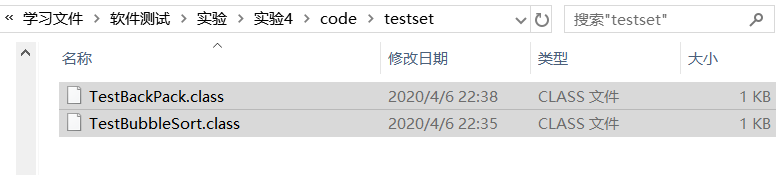 « 学习文件 › 软件测试 › 实验 › 实验4 › code › testset 搜索"testset"
名称 修改日期 类型 大小
TestBackPack.class 2020/4/6 22:38 CLASS 文件 1 KB
TestBubbleSort.class 2020/4/6 22:35 CLASS 文件 1 KB